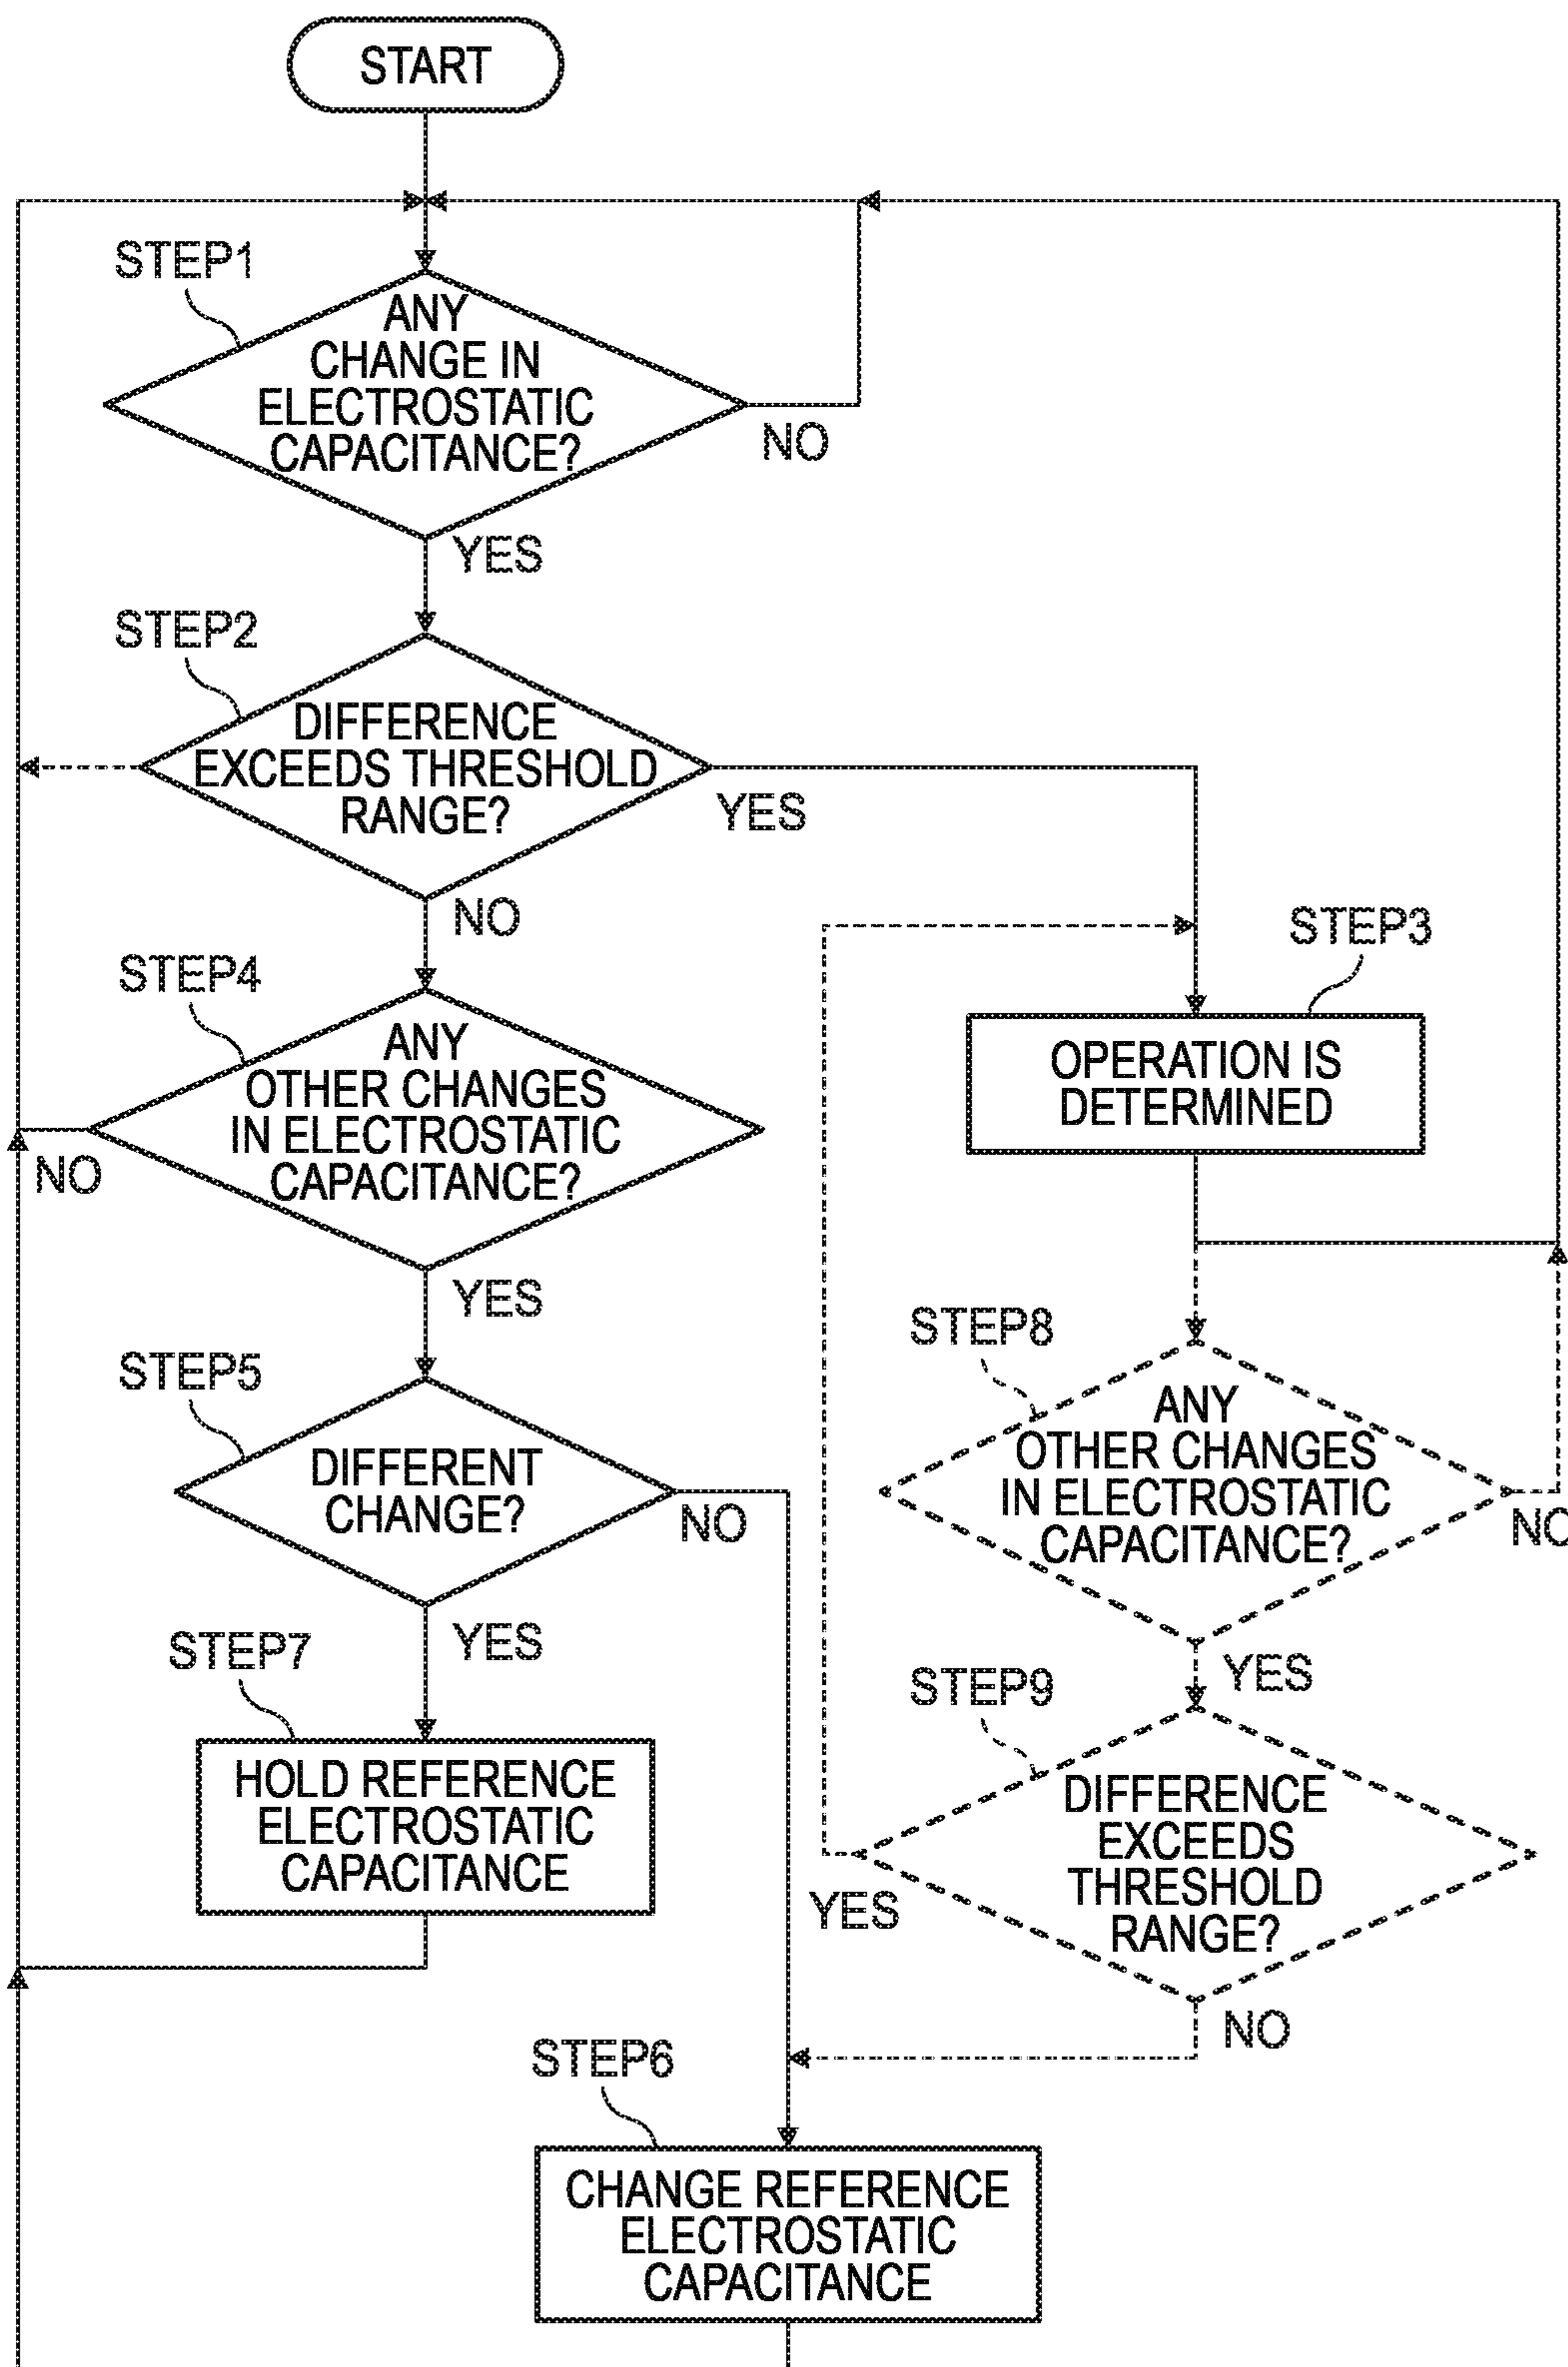 START
STEP1
ANY
CHANGE IN
ELECTROSTATIC
CAPACITANCE?
NO
YES
STEP2
DIFFERENCE
EXCEEDS THRESHOLD
RANGE?
YES
NO
STEP3
OPERATION IS
DETERMINED
STEP4
ANY
OTHER CHANGES
IN ELECTROSTATIC
CAPACITANCE?
NO
YES
STEP5
DIFFERENT
CHANGE?
NO
YES
STEP8
ANY
OTHER CHANGES
IN ELECTROSTATIC
CAPACITANCE?
NO
YES
STEP7
HOLD REFERENCE
ELECTROSTATIC
CAPACITANCE
STEP9
DIFFERENCE
EXCEEDS
THRESHOLD
RANGE?
YES
NO
STEP6
CHANGE REFERENCE
ELECTROSTATIC
CAPACITANCE